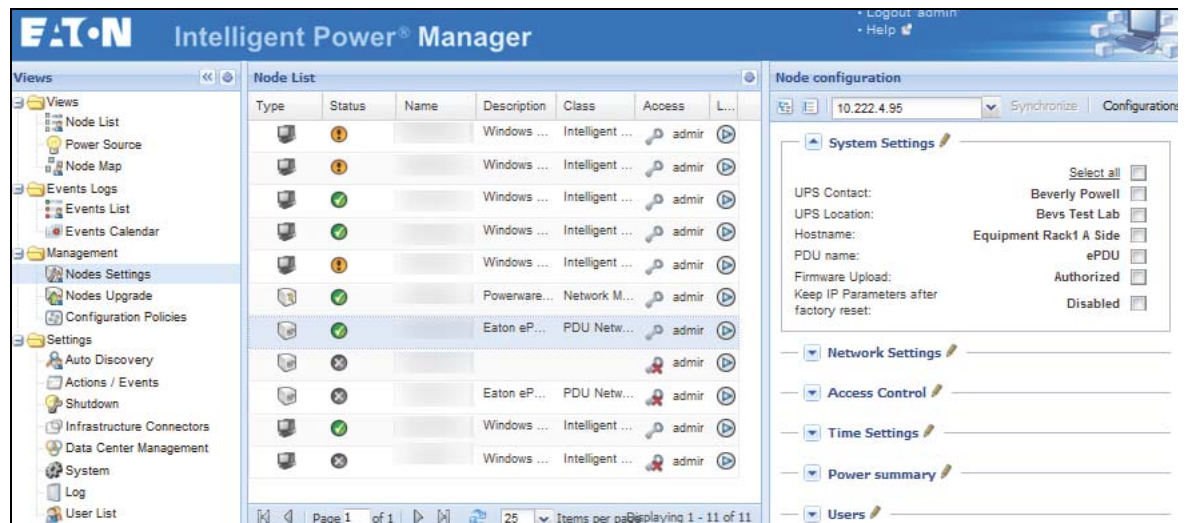 • Logout admin
• Help
EATON Intelligent Power® Manager
Views
Views
Node List
Power Source
Node Map
Events Logs
Events List
Events Calendar
Management
Nodes Settings
Nodes Upgrade
Configuration Policies
Settings
Auto Discovery
Actions / Events
Shutdown
Infrastructure Connectors
Data Center Management
System
Log
User List
Node List
Type Status Name Description Class Access L...
Windows ... Intelligent ... admir
Windows ... Intelligent ... admir
Windows ... Intelligent ... admir
Windows ... Intelligent ... admir
Windows ... Intelligent ... admir
Powerware... Network M... admir
Eaton eP... PDU Netw... admir
admir
Eaton eP... PDU Netw... admir
Windows ... Intelligent ... admir
Windows ... Intelligent ... admir
Page 1 of 1 25 Items per page Displaying 1 - 11 of 11
Node configuration
10.222.4.95 Synchronize Configurations
System Settings
Select all
UPS Contact: Beverly Powell
UPS Location: Bevs Test Lab
Hostname: Equipment Rack1 A Side
PDU name: ePDU
Firmware Upload: Authorized
Keep IP Parameters after
factory reset: Disabled
Network Settings
Access Control
Time Settings
Power summary
Users